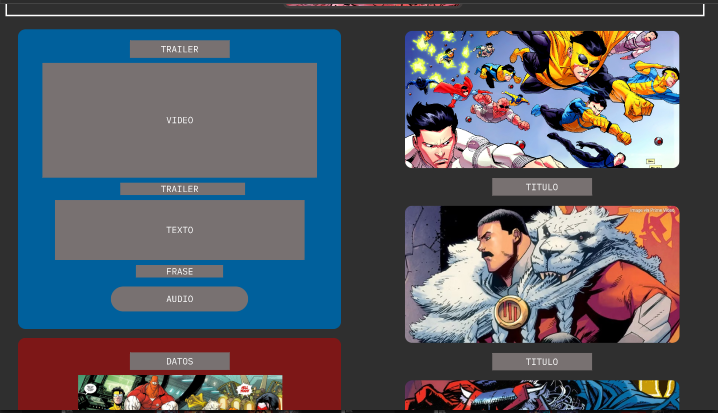 TRAILER
VIDEO
TRAILER
TEXTO
FRASE
AUDIO
DATOS
TITULO
TITULO